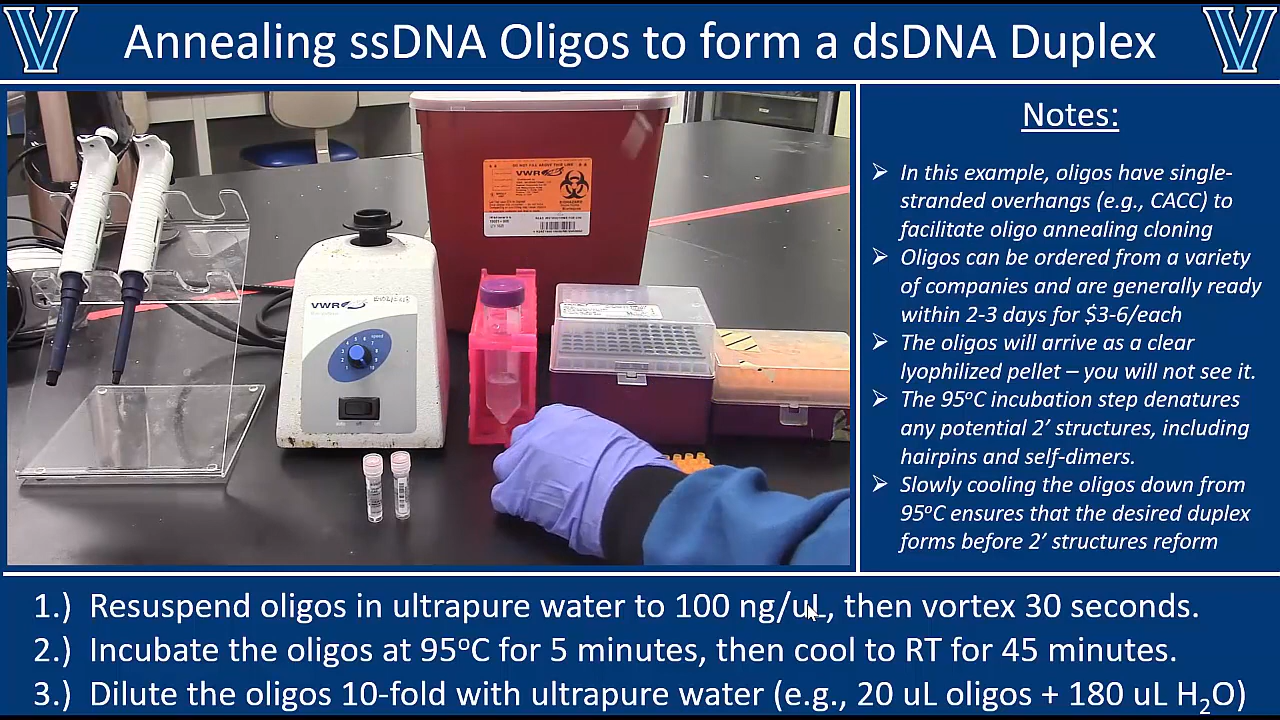 Annealing ssDNA Oligos to form a dsDNA Duplex
VWR
VWR
Notes:
➢ In this example, oligos have single-
stranded overhangs (e.g., CACC) to
facilitate oligo annealing cloning
➢ Oligos can be ordered from a variety
of companies and are generally ready
within 2-3 days for $3-6/each
➢ The oligos will arrive as a clear
lyophilized pellet – you will not see it.
➢ The 95ºC incubation step denatures
any potential 2’ structures, including
hairpins and self-dimers.
➢ Slowly cooling the oligos down from
95ºC ensures that the desired duplex
forms before 2’ structures reform
1.) Resuspend oligos in ultrapure water to 100 ng/uL, then vortex 30 seconds.
2.) Incubate the oligos at 95ºC for 5 minutes, then cool to RT for 45 minutes.
3.) Dilute the oligos 10-fold with ultrapure water (e.g., 20 uL oligos + 180 uL H₂O)